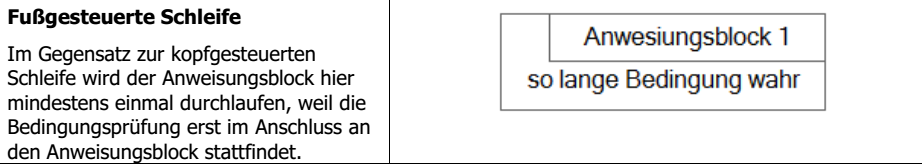 Fußgesteuerte Schleife
Im Gegensatz zur kopfgesteuerten
Schleife wird der Anweisungsblock hier
mindestens einmal durchlaufen, weil die
Bedingungsprüfung erst im Anschluss an
den Anweisungsblock stattfindet.
Anwesiungsblock 1
so lange Bedingung wahr